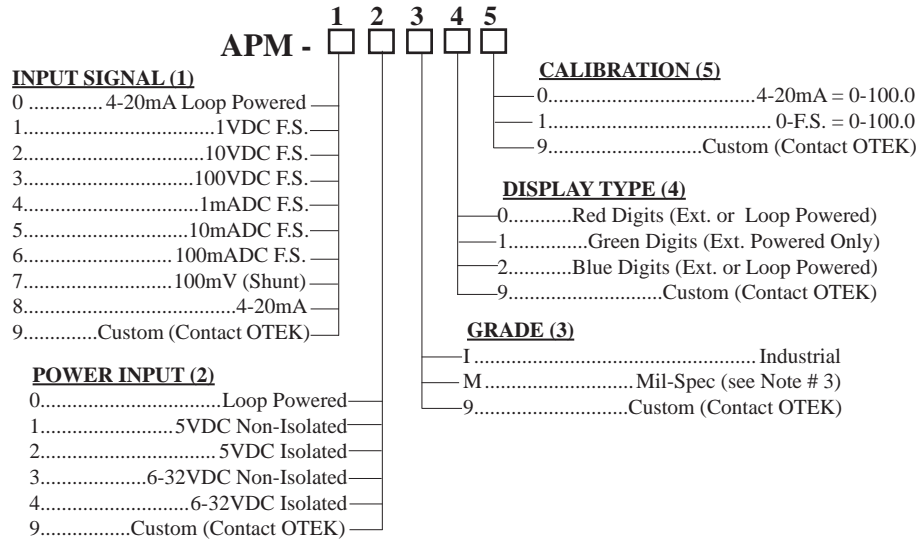 1 2 3 4 5
APM -
INPUT SIGNAL (1)
0 ............. 4-20mA Loop Powered
1...............................1VDC F.S.
2.............................10VDC F.S.
3...........................100VDC F.S.
4................................1mADC F.S.
5............................10mADC F.S.
6..........................100mADC F.S.
7.......................100mV (Shunt)
8....................................4-20mA
9..............Custom (Contact OTEK)
POWER INPUT (2)
0............................Loop Powered
1.....................5VDC Non-Isolated
2............................5VDC Isolated
3.................6-32VDC Non-Isolated
4........................6-32VDC Isolated
9..................Custom (Contact OTEK)
CALIBRATION (5)
0...................................4-20mA = 0-100.0
1..................................... 0-F.S. = 0-100.0
9.........................Custom (Contact OTEK)
DISPLAY TYPE (4)
0...........Red Digits (Ext. or Loop Powered)
1.............Green Digits (Ext. Powered Only)
2...........Blue Digits (Ext. or Loop Powered)
9..........................Custom (Contact OTEK)
GRADE (3)
I ................................................ Industrial
M.........................Mil-Spec (see Note # 3)
9..........................Custom (Contact OTEK)